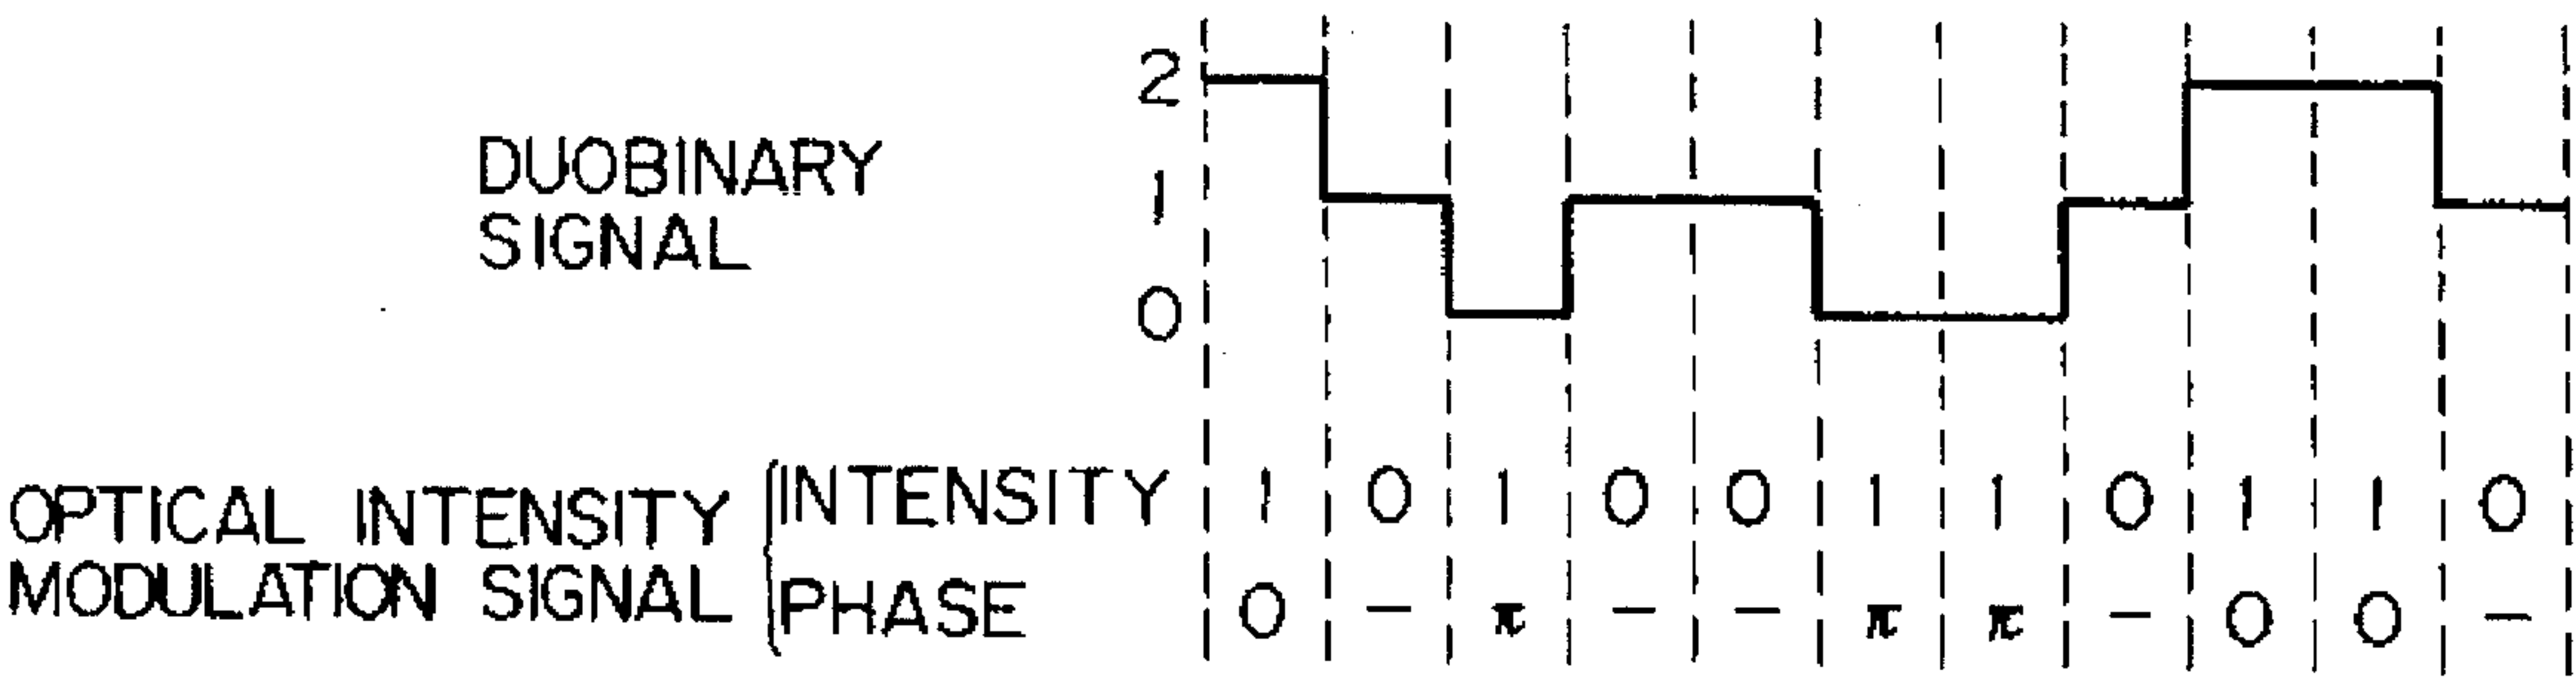 2
DUOBINARY 1
SIGNAL
0
OPTICAL INTENSITY INTENSITY 1 0 1 0 0 1 1 0 1 1 0
MODULATION SIGNAL PHASE 0 - π - - π π - 0 0 -